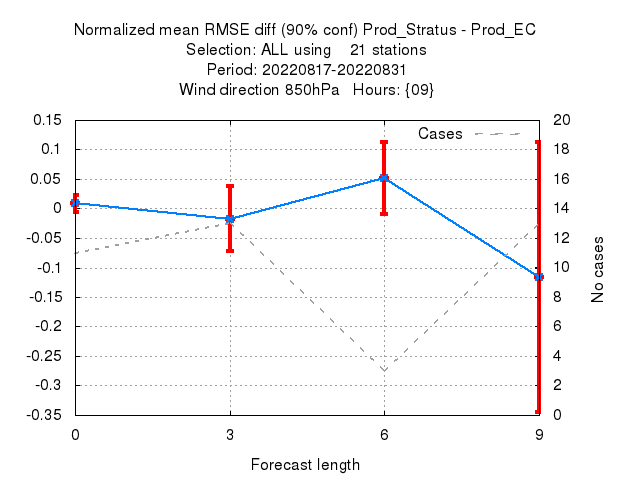 Normalized mean RMSE diff (90% conf) Prod_Stratus - Prod_EC
Selection: ALL using    21 stations
Period: 20220817-20220831
Wind direction 850hPa   Hours: {09}
Cases
0.15
0.1
0.05
0
-0.05
-0.1
-0.15
-0.2
-0.25
-0.3
-0.35
20
18
16
14
12
10
8
6
4
2
0
No cases
0 3 6 9
Forecast length